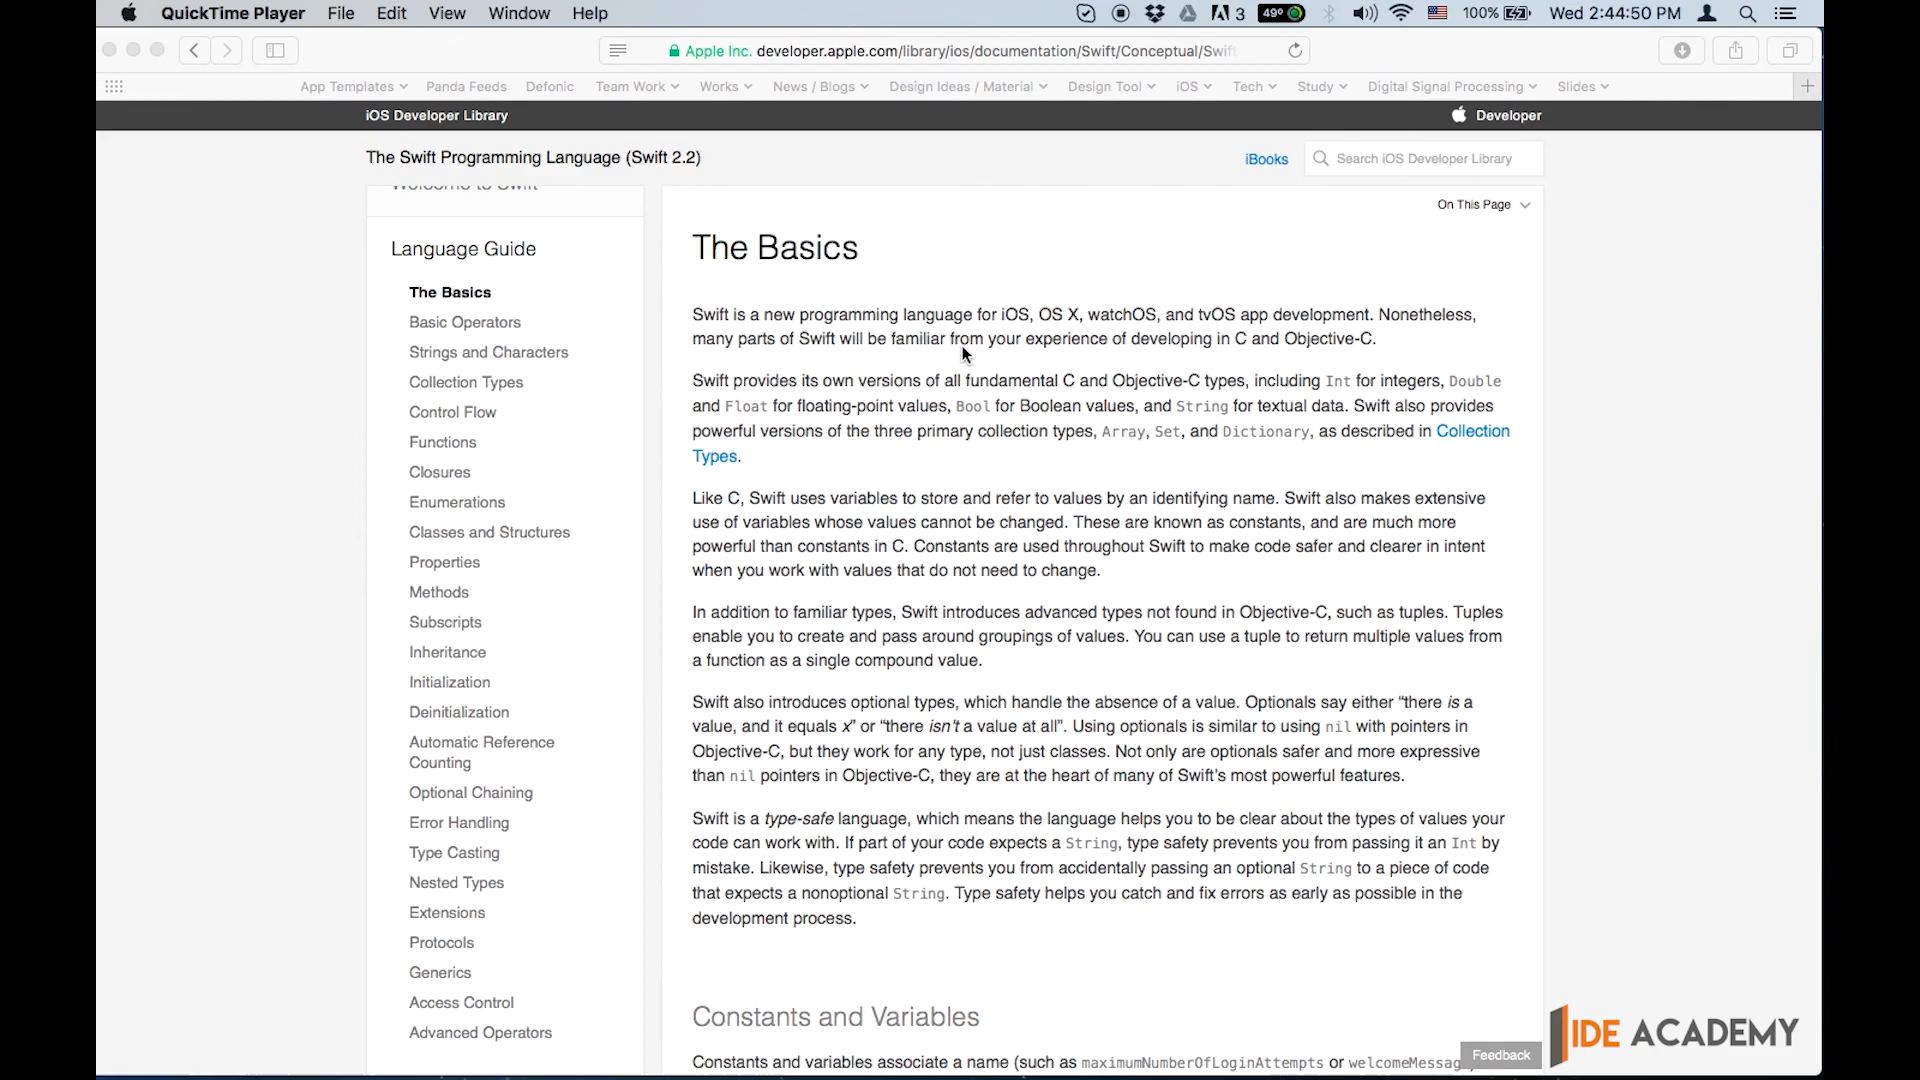 QuickTime Player File Edit View Window Help 3 49° 100% Wed 2:44:50 PM
Apple Inc. developer.apple.com/library/ios/documentation/Swift/Conceptual/Swif
App Templates Panda Feeds Defonic Team Work Works News / Blogs Design Ideas / Material Design Tool iOS Tech Study Digital Signal Processing Slides
iOS Developer Library Developer
The Swift Programming Language (Swift 2.2) iBooks Search iOS Developer Library
Welcome to Swift
On This Page
Language Guide
The Basics
Basic Operators
Strings and Characters
Collection Types
Control Flow
Functions
Closures
Enumerations
Classes and Structures
Properties
Methods
Subscripts
Inheritance
Initialization
Deinitialization
Automatic Reference
Counting
Optional Chaining
Error Handling
Type Casting
Nested Types
Extensions
Protocols
Generics
Access Control
Advanced Operators
The Basics
Swift is a new programming language for iOS, OS X, watchOS, and tvOS app development. Nonetheless,
many parts of Swift will be familiar from your experience of developing in C and Objective-C.
Swift provides its own versions of all fundamental C and Objective-C types, including Int for integers, Double
and Float for floating-point values, Bool for Boolean values, and String for textual data. Swift also provides
powerful versions of the three primary collection types, Array, Set, and Dictionary, as described in Collection
Types.
Like C, Swift uses variables to store and refer to values by an identifying name. Swift also makes extensive
use of variables whose values cannot be changed. These are known as constants, and are much more
powerful than constants in C. Constants are used throughout Swift to make code safer and clearer in intent
when you work with values that do not need to change.
In addition to familiar types, Swift introduces advanced types not found in Objective-C, such as tuples. Tuples
enable you to create and pass around groupings of values. You can use a tuple to return multiple values from
a function as a single compound value.
Swift also introduces optional types, which handle the absence of a value. Optionals say either “there is a
value, and it equals x” or “there isn’t a value at all”. Using optionals is similar to using nil with pointers in
Objective-C, but they work for any type, not just classes. Not only are optionals safer and more expressive
than nil pointers in Objective-C, they are at the heart of many of Swift’s most powerful features.
Swift is a type-safe language, which means the language helps you to be clear about the types of values your
code can work with. If part of your code expects a String, type safety prevents you from passing it an Int by
mistake. Likewise, type safety prevents you from accidentally passing an optional String to a piece of code
that expects a nonoptional String. Type safety helps you catch and fix errors as early as possible in the
development process.
Constants and Variables
Constants and variables associate a name (such as maximumNumberOfLoginAttempts or welcomeMessag
Feedback
IDE ACADEMY